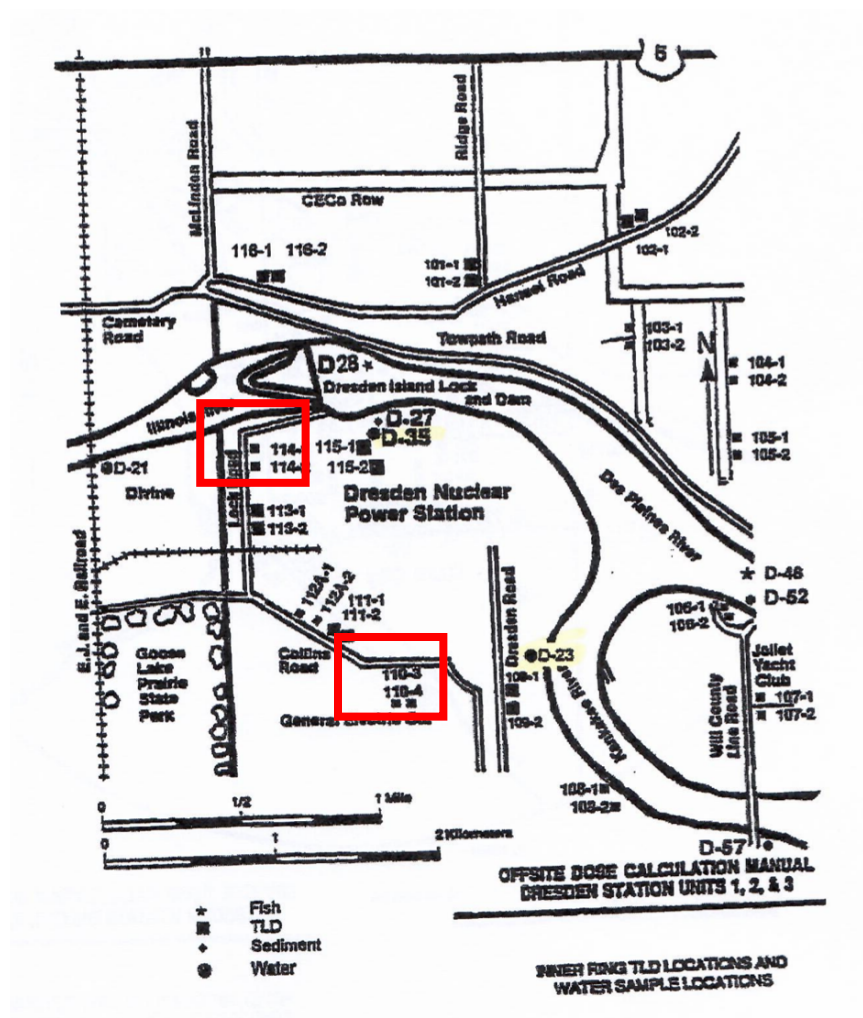 6
McLindon Road
Ridge Road
CECo Row
116-1 116-2
101-1
101-2
102-2
102-1
Hansel Road
Cemetery
Road
Towpath Road
103-1
103-2
N
104-1
104-2
D28
Dresden Island Lock
and Dam
Illinois River
D-27
D-35
105-1
105-2
114-
114-
115-1
115-2
D-21
Divine
Lock Road
Dresden Nuclear
Power Station
Des Plaines River
113-1
113-2
E.J. and E. Railroad
112A-1
112A-2
111-1
111-2
Dresden Road
D-46
D-52
106-1
106-2
Goose
Lake
Prairie
State
Park
Collins
Road
110-3
110-4
D-23
109-1
109-2
Kankakee River
Joliet
Yacht
Club
107-1
107-2
Will County
Line Road
General Electric
108-1
108-2
0 1/2 1 Mile
0 1 2 Kilometers
D-57
OFFSITE DOSE CALCULATION MANUAL
DRESDEN STATION UNITS 1, 2, & 3
Fish
TLD
Sediment
Water
INNER RING TLD LOCATIONS AND
WATER SAMPLE LOCATIONS